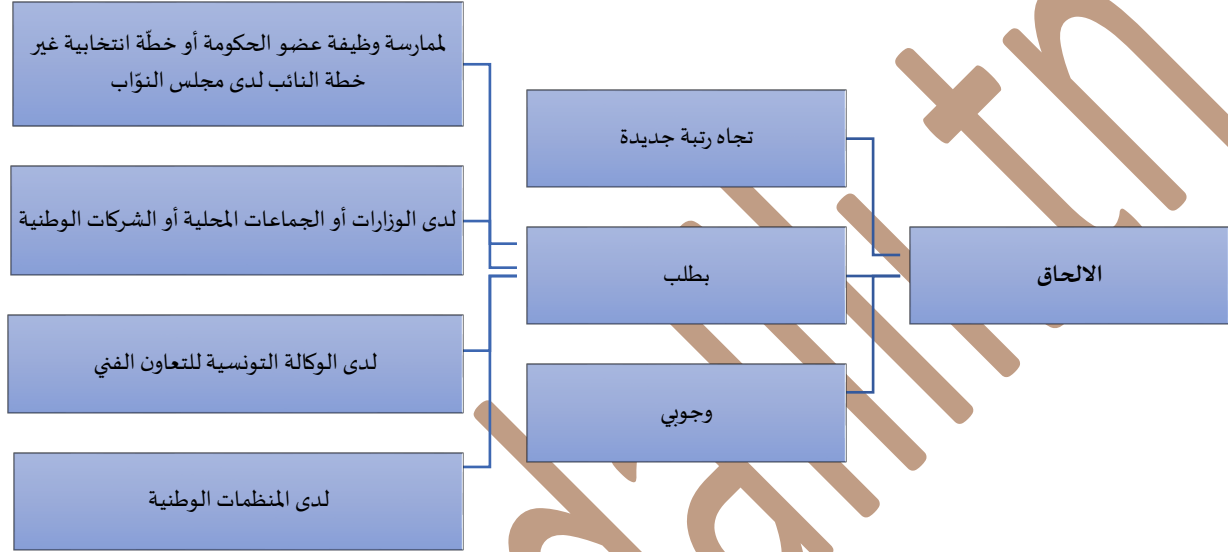 الالحاق
تجاه رتبة جديدة
بطلب
وجوبي
لممارسة وظيفة عضو الحكومة أو خطّة انتخابية غير
خطة النائب لدى مجلس النوّاب
لدى الوزارات أو الجماعات المحلية أو الشركات الوطنية
لدى الوكالة التونسية للتعاون الفني
لدى المنظمات الوطنية